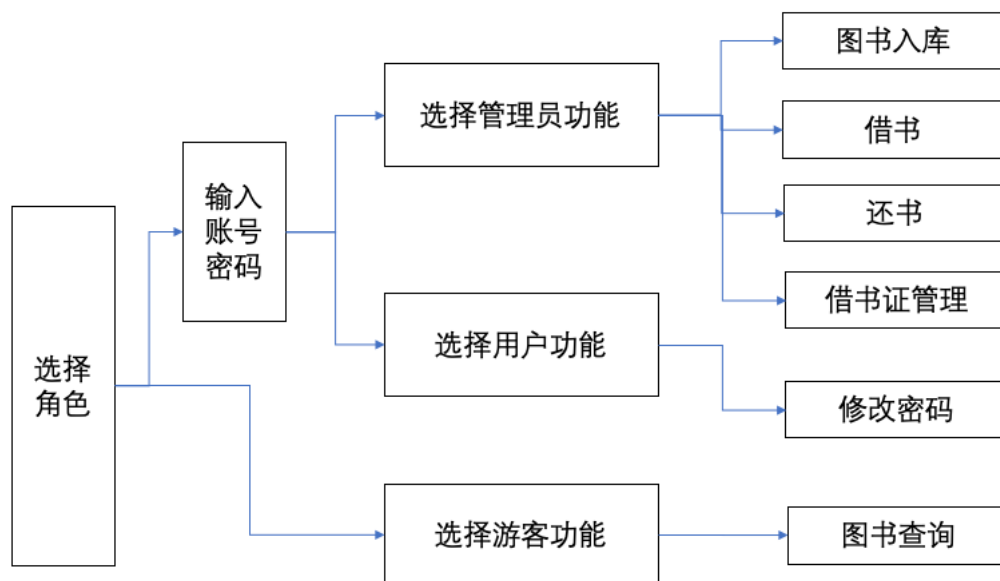 选择
角色
输入
账号
密码
选择管理员功能
选择用户功能
选择游客功能
图书入库
借书
还书
借书证管理
修改密码
图书查询